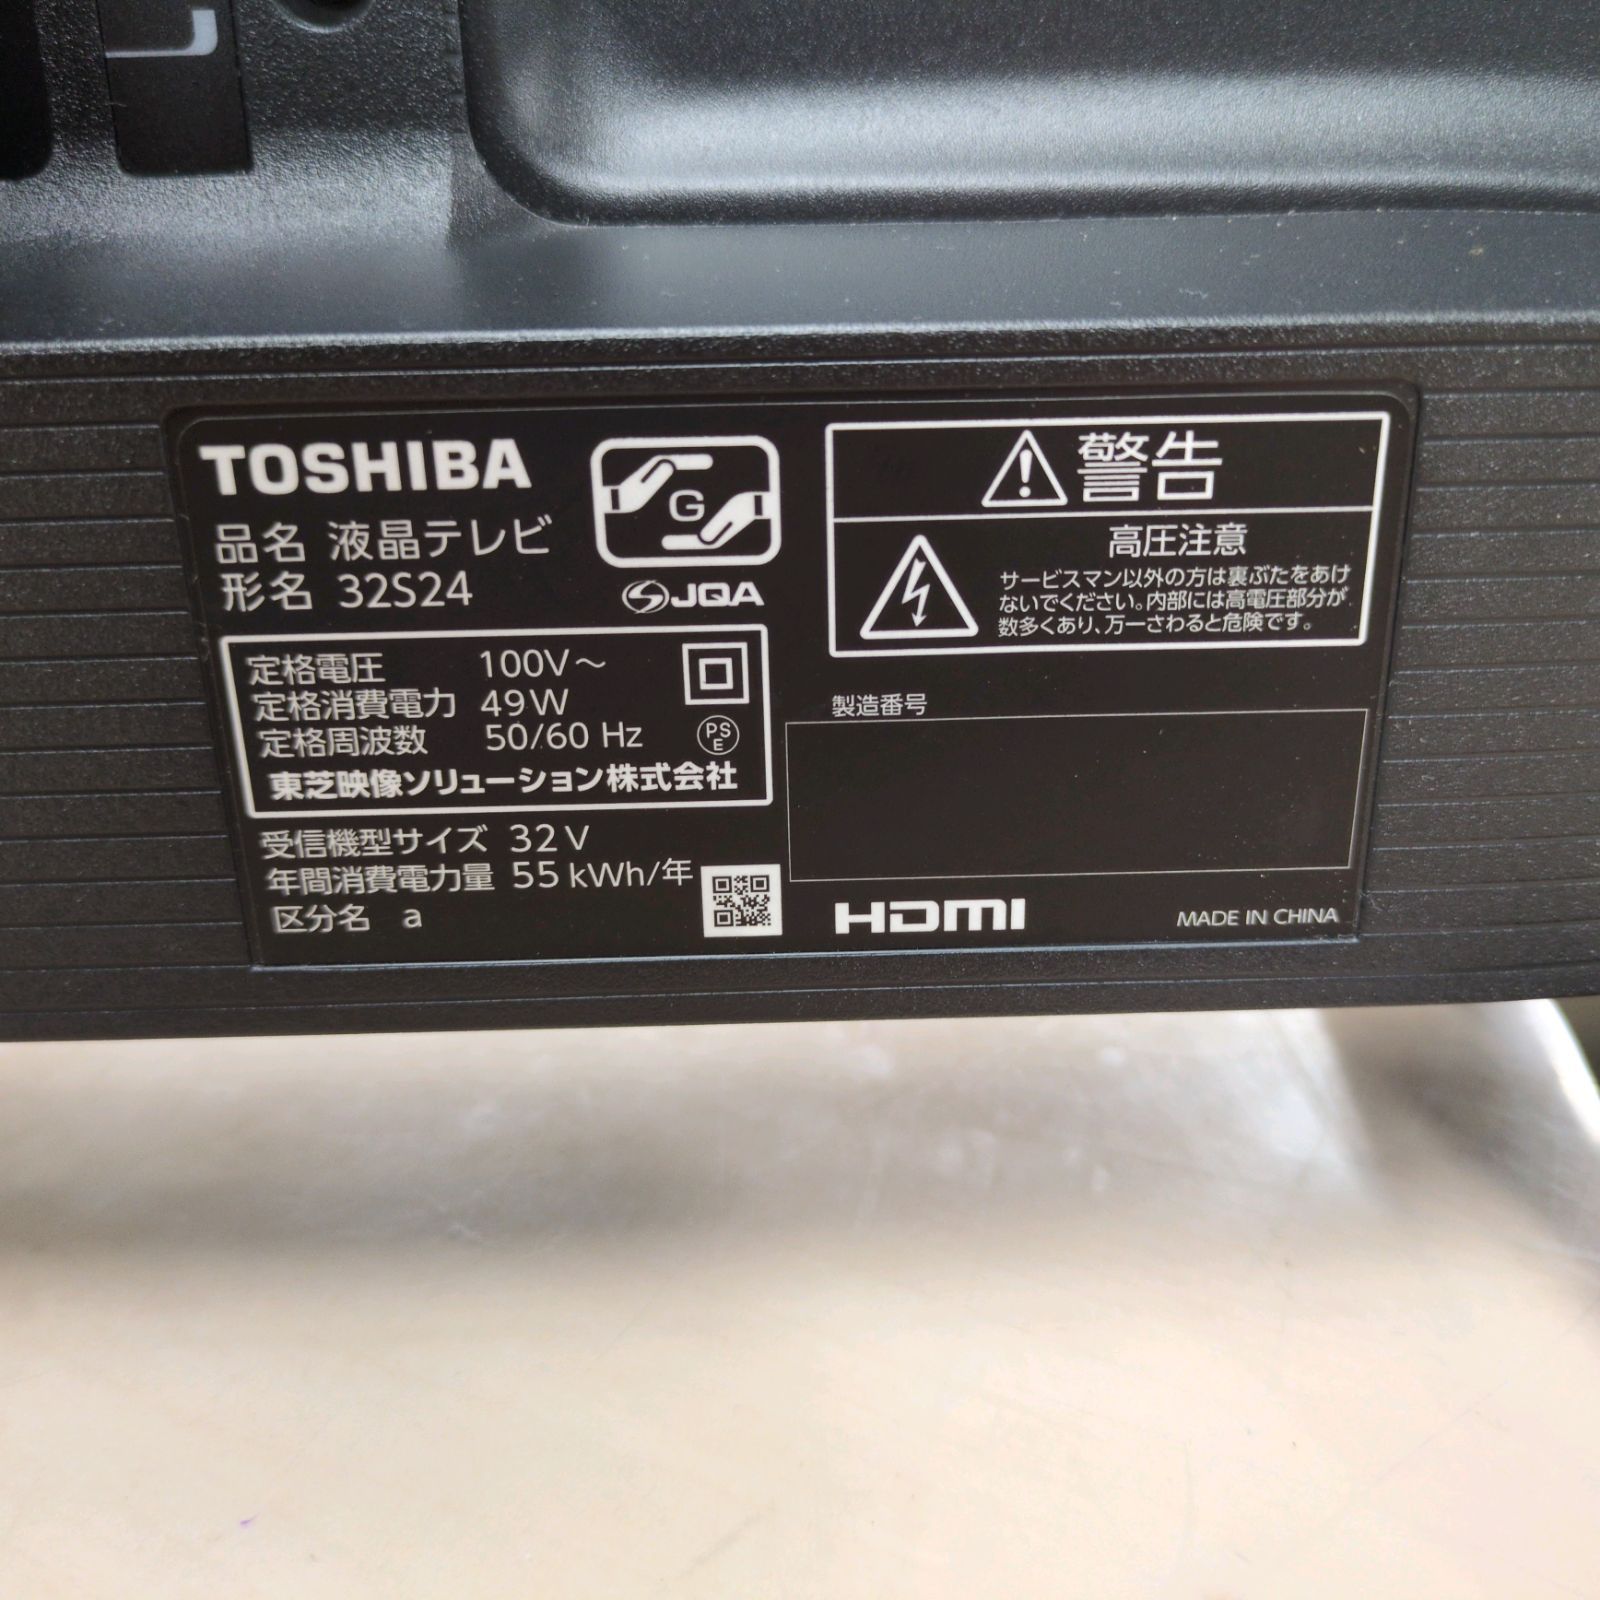 TOSHIBA
品名 液晶テレビ
形名 32S24
G
JQA
定格電圧 100V～
定格消費電力 49W
定格周波数 50/60 Hz
PS
E
東芝映像ソリューション株式会社
受信機型サイズ 32V
年間消費電力量 55 kWh/年
区分名 a
警告
高圧注意
サービスマン以外の方は裏ぶたをあけ
ないでください。内部には高電圧部分が
数多くあり、万一さわると危険です。
製造番号
HDMI
MADE IN CHINA